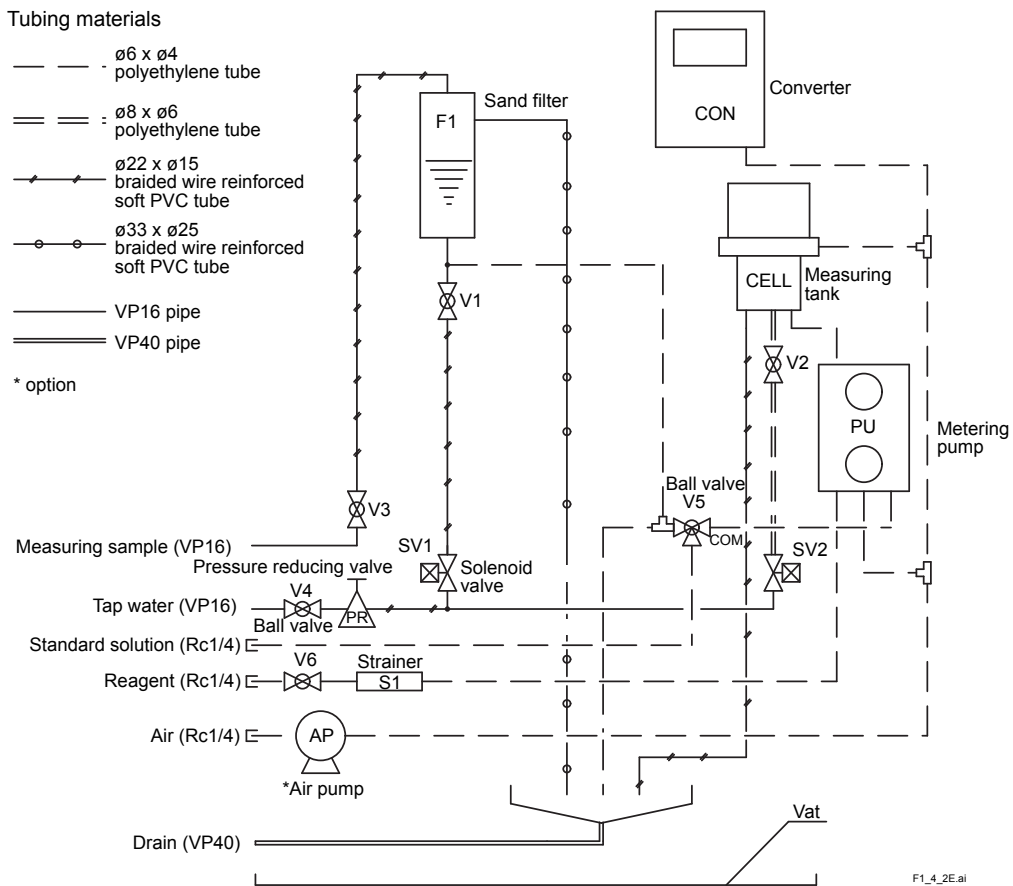 Tubing materials
ø6 x ø4
polyethylene tube
ø8 x ø6
polyethylene tube
ø22 x ø15
braided wire reinforced
soft PVC tube
ø33 x ø25
braided wire reinforced
soft PVC tube
VP16 pipe
VP40 pipe
* option
F1
Sand filter
CON
Converter
CELL
Measuring
tank
V1
V2
PU
Metering
pump
V3
Ball valve
V5
COM
Measuring sample (VP16)
SV1
Solenoid
valve
SV2
Pressure reducing valve
V4
PR
Tap water (VP16)
Ball valve
Standard solution (Rc1/4)
V6
Strainer
S1
Reagent (Rc1/4)
Air (Rc1/4)
AP
*Air pump
Vat
Drain (VP40)
F1_4_2E.ai